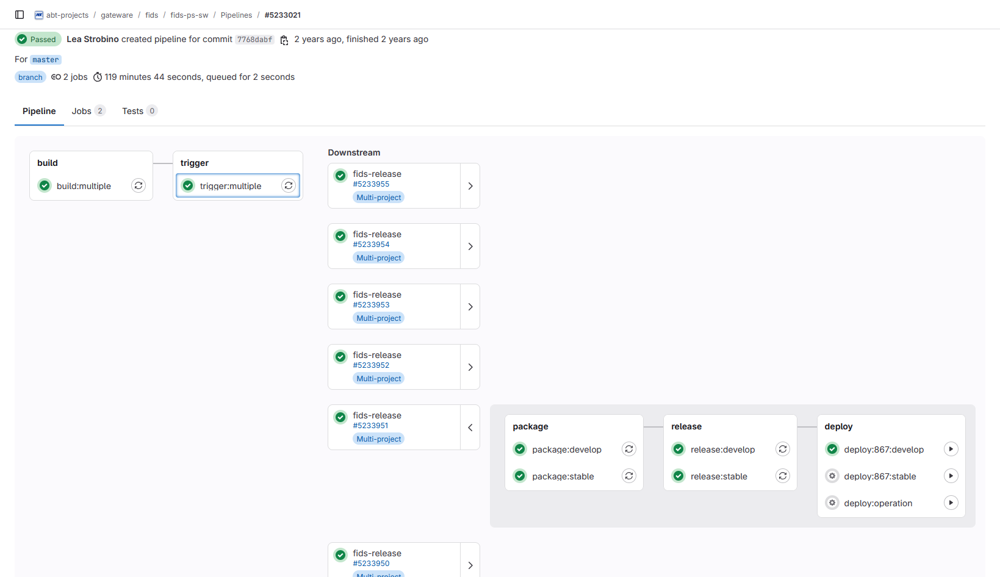 abt-projects / gateware / fids / fids-ps-sw / Pipelines / #5233021
Passed Lea Strobino created pipeline for commit 7768dabf 2 years ago, finished 2 years ago
For master
branch 2 jobs 119 minutes 44 seconds, queued for 2 seconds
Pipeline Jobs 2 Tests 0
build
build:multiple
trigger
trigger:multiple
Downstream
fids-release
#5233955
Multi-project
fids-release
#5233954
Multi-project
fids-release
#5233953
Multi-project
fids-release
#5233952
Multi-project
fids-release
#5233951
Multi-project
package
package:develop
package:stable
release
release:develop
release:stable
deploy
deploy:867:develop
deploy:867:stable
deploy:operation
fids-release
#5233950
Multi-project